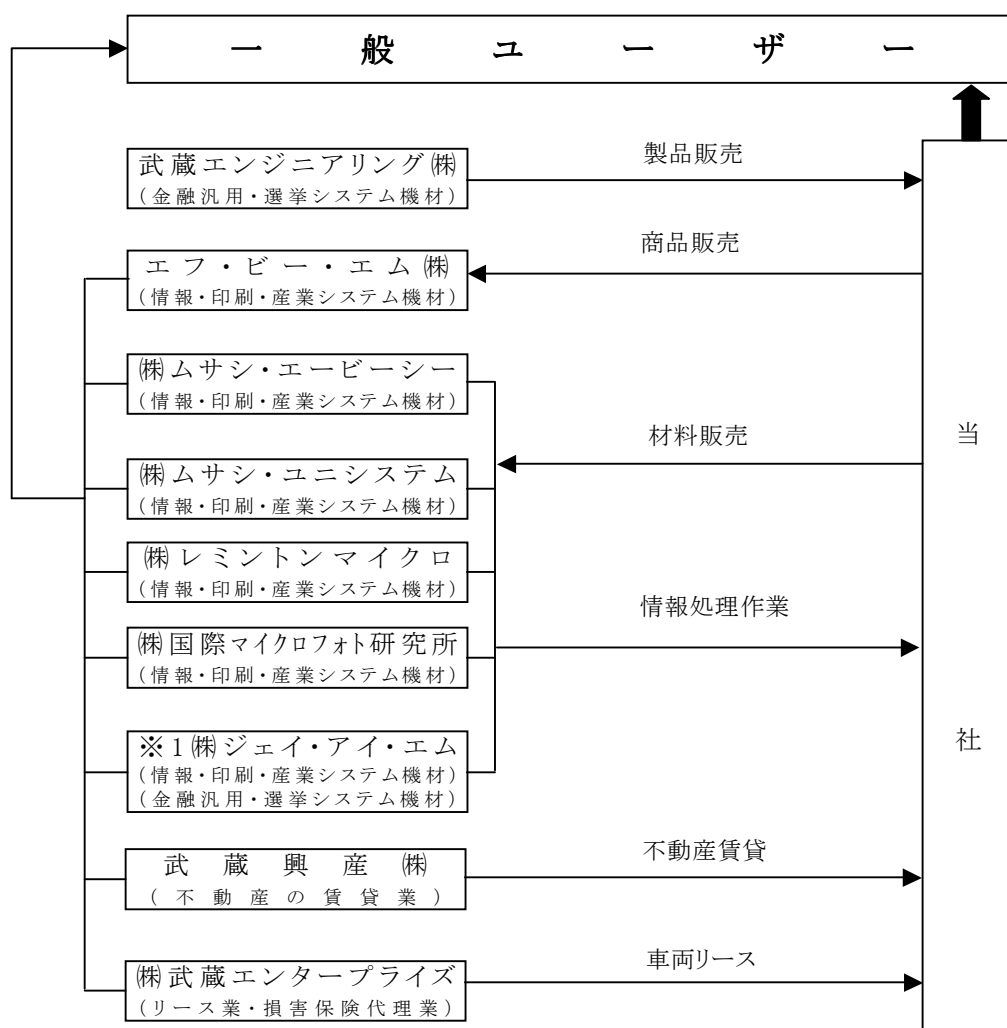 一般ユーザー
武蔵エンジニアリング㈱
(金融汎用・選挙システム機材)
製品販売
エフ・ビー・エム㈱
(情報・印刷・産業システム機材)
商品販売
㈱ムサシ・エービーシー
(情報・印刷・産業システム機材)
材料販売
㈱ムサシ・ユニシステム
(情報・印刷・産業システム機材)
㈱レミントンマイクロ
(情報・印刷・産業システム機材)
情報処理作業
㈱国際マイクロフォト研究所
(情報・印刷・産業システム機材)
※1㈱ジェイ・アイ・エム
(情報・印刷・産業システム機材)
(金融汎用・選挙システム機材)
武蔵興産㈱
(不動産の賃貸業)
不動産賃貸
㈱武蔵エンタープライズ
(リース業・損害保険代理業)
車両リース
当社